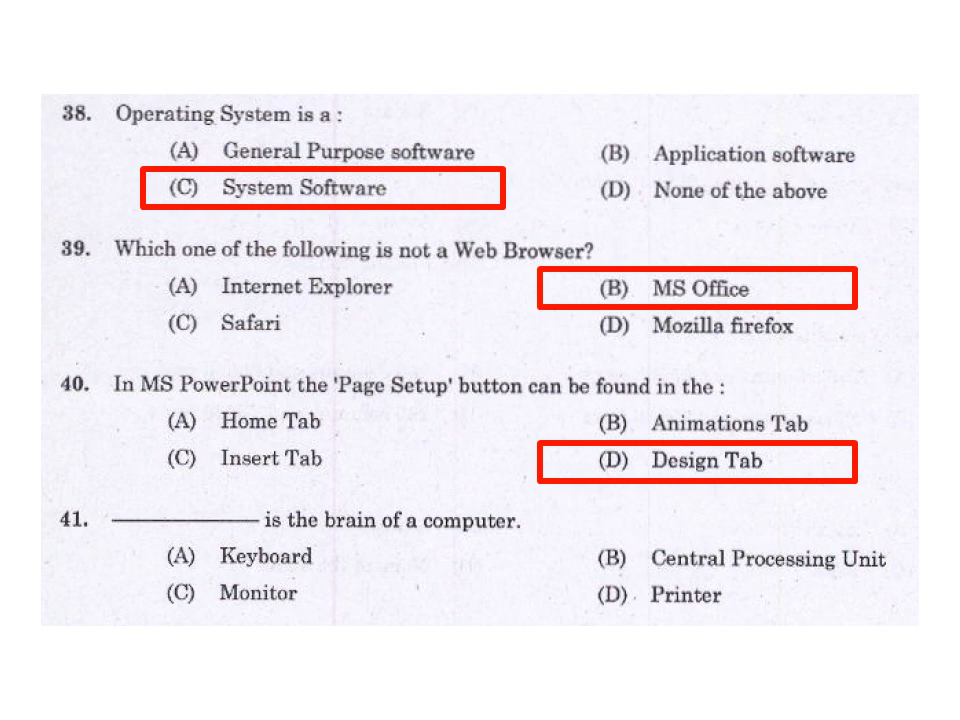 38. Operating System is a :
(A) General Purpose software (B) Application software
(C) System Software (D) None of the above
39. Which one of the following is not a Web Browser?
(A) Internet Explorer (B) MS Office
(C) Safari (D) Mozilla firefox
40. In MS PowerPoint the 'Page Setup' button can be found in the :
(A) Home Tab (B) Animations Tab
(C) Insert Tab (D) Design Tab
41. ______ is the brain of a computer.
(A) Keyboard (B) Central Processing Unit
(C) Monitor (D) Printer